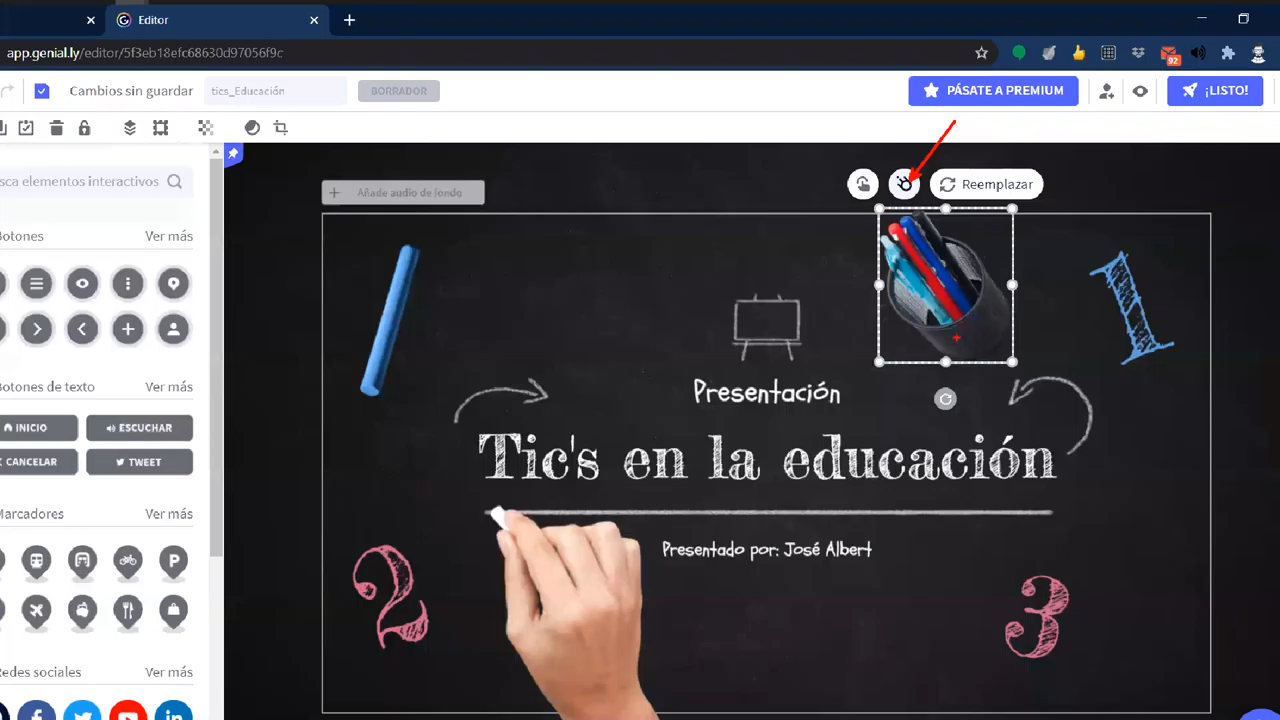 Editor
app.genial.ly/editor/5f3eb18efc68630d97056f9c
92
Cambios sin guardar
tics_Educación
BORRADOR
PÁSATE A PREMIUM
¡LISTO!
sca elementos interactivos
Añade audio de fondo
Reemplazar
Botones
Ver más
1
Presentación
Botones de texto
Ver más
INICIO
ESCUCHAR
Tic's en la educación
CANCELAR
TWEET
Marcadores
Ver más
Presentado por: José Albert
P
2
3
Redes sociales
Ver más